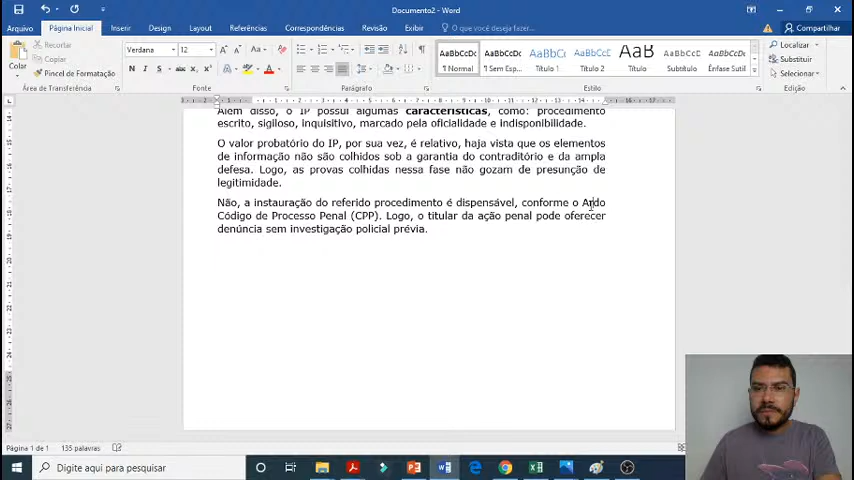 Documento2 - Word
Arquivo Página Inicial Inserir Design Layout Referências Correspondências Revisão Exibir O que você deseja fazer... Compartilhar
Colar
Recortar
Copiar
Pincel de Formatação
Área de Transferência
Verdana 12
N I S abc x₂ x²
Fonte
Parágrafo
AaBbCcDc AaBbCcDc AaBbCc AaBbCcC AaB AaBbCcD AaBbCcDc
¶ Normal ¶ Sem Esp... Título 1 Título 2 Título Subtítulo Ênfase Sutil
Estilo
Localizar
Substituir
Selecionar
Edição
Além disso, o IP possui algumas características, como: procedimento
escrito, sigiloso, inquisitivo, marcado pela oficialidade e indisponibilidade.
O valor probatório do IP, por sua vez, é relativo, haja vista que os elementos
de informação não são colhidos sob a garantia do contraditório e da ampla
defesa. Logo, as provas colhidas nessa fase não gozam de presunção de
legitimidade.
Não, a instauração do referido procedimento é dispensável, conforme o Ardo
Código de Processo Penal (CPP). Logo, o titular da ação penal pode oferecer
denúncia sem investigação policial prévia.
Página 1 de 1 135 palavras
Digite aqui para pesquisar